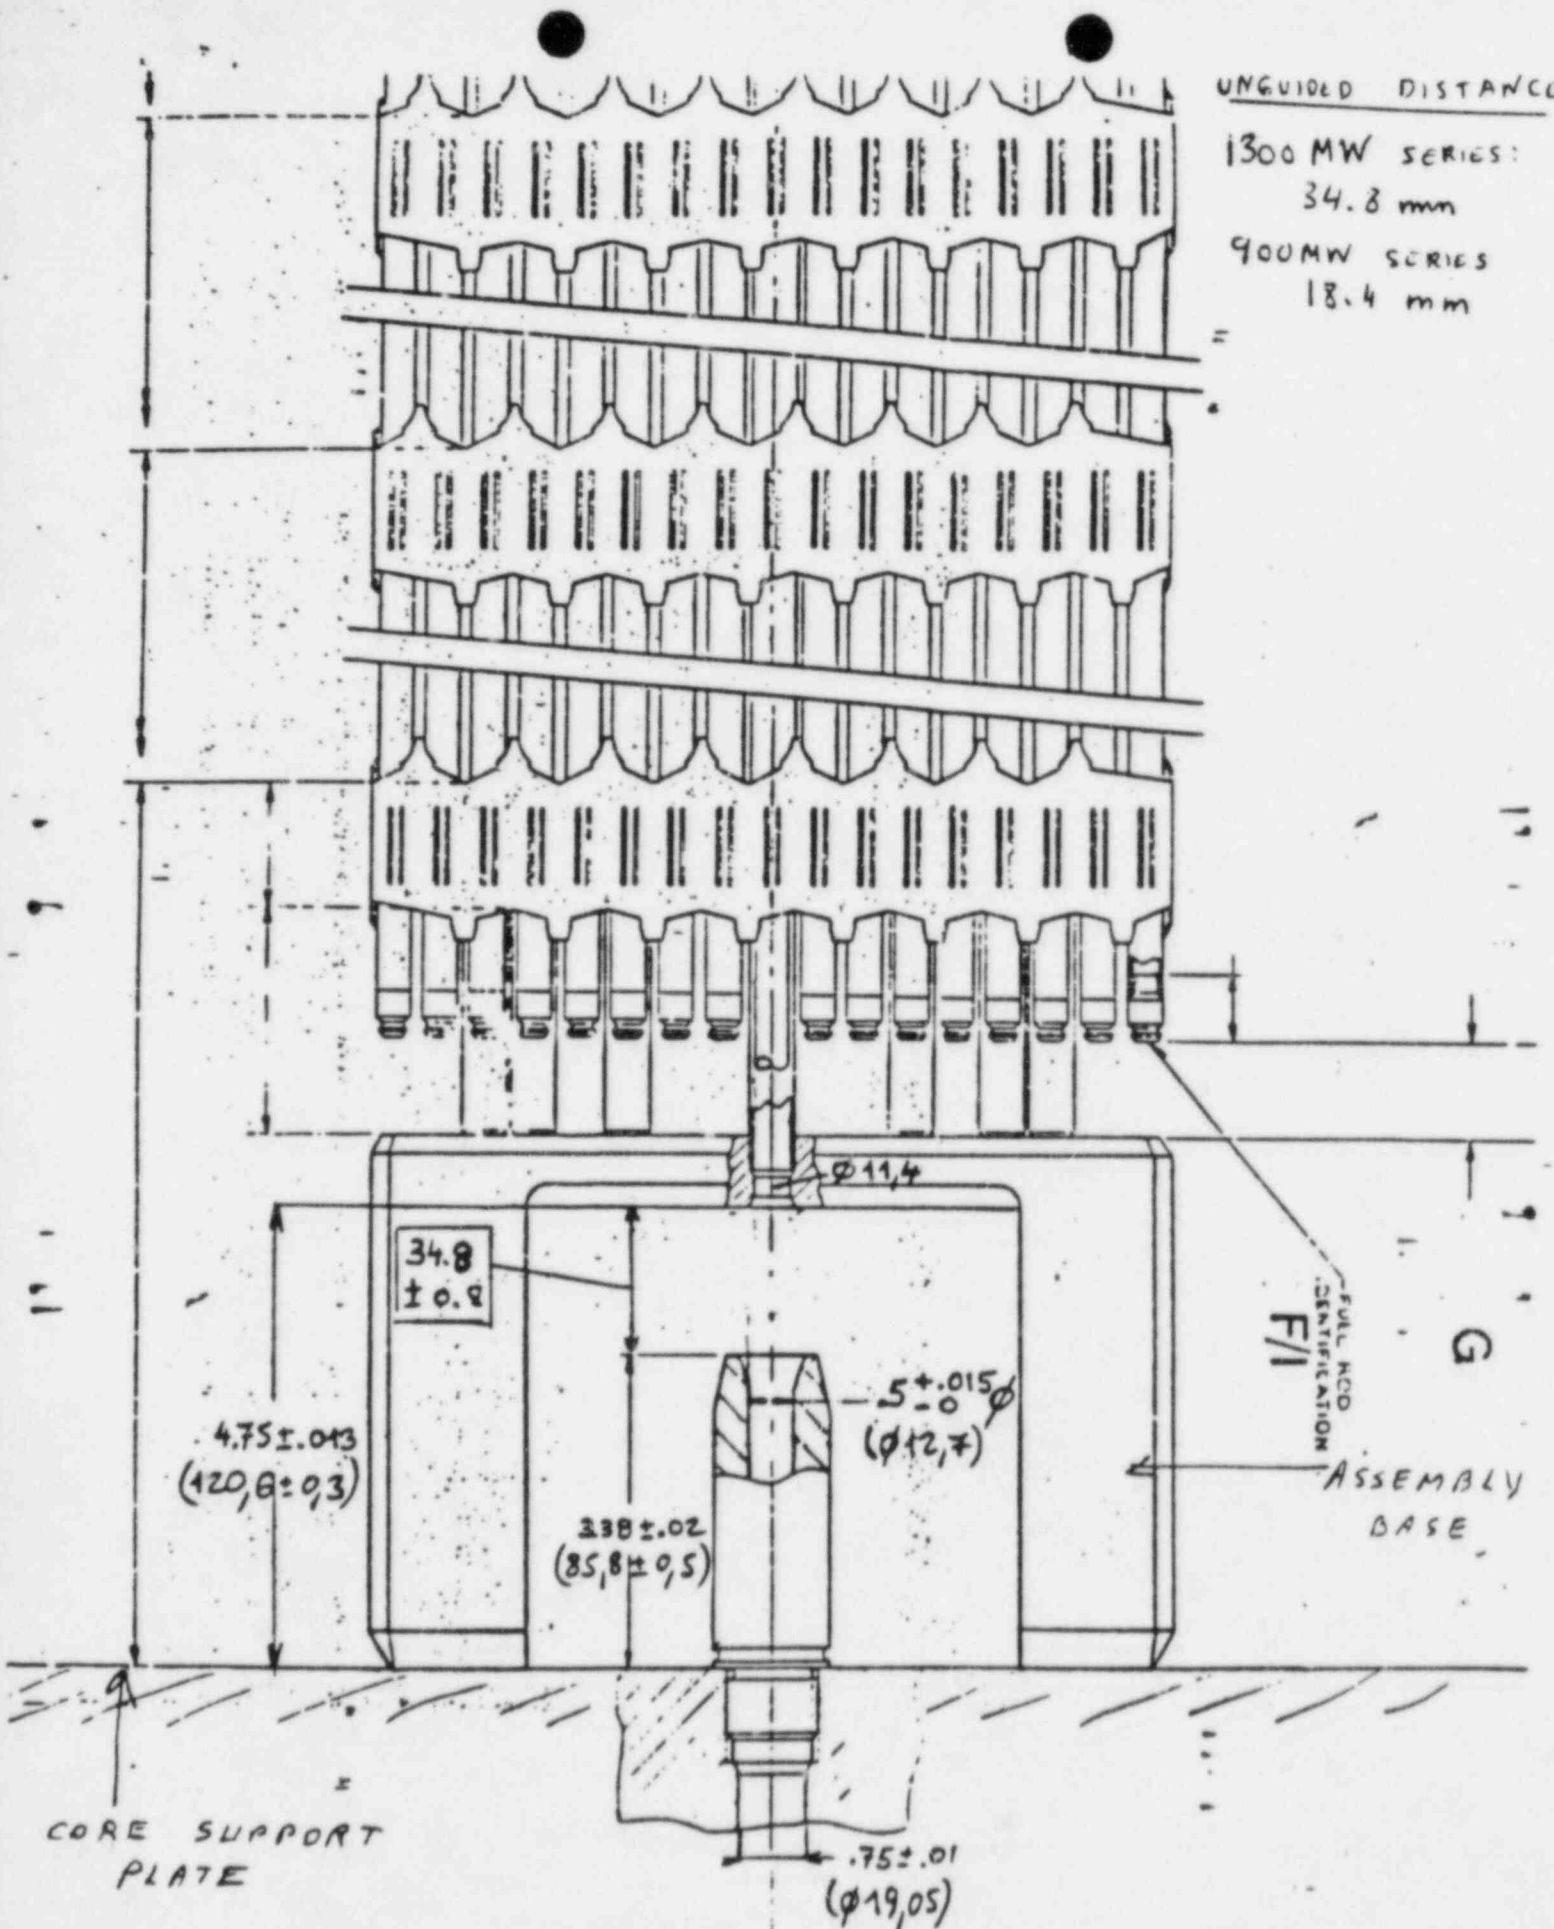 UNGUIDED DISTANCE
1300 MW SERIES:
34.8 mm
900MW SERIES
18.4 mm
Ø11,4
34.8
± 0.8
.5 +.015 -0 Ø
(Ø12,7)
4.75±.013
(120,6±0,3)
338±.02
(85,8±0,5)
FULL ROD
IDENTIFICATION
F/I
G
ASSEMBLY
BASE
CORE SUPPORT
PLATE
.75±.01
(Ø19,05)